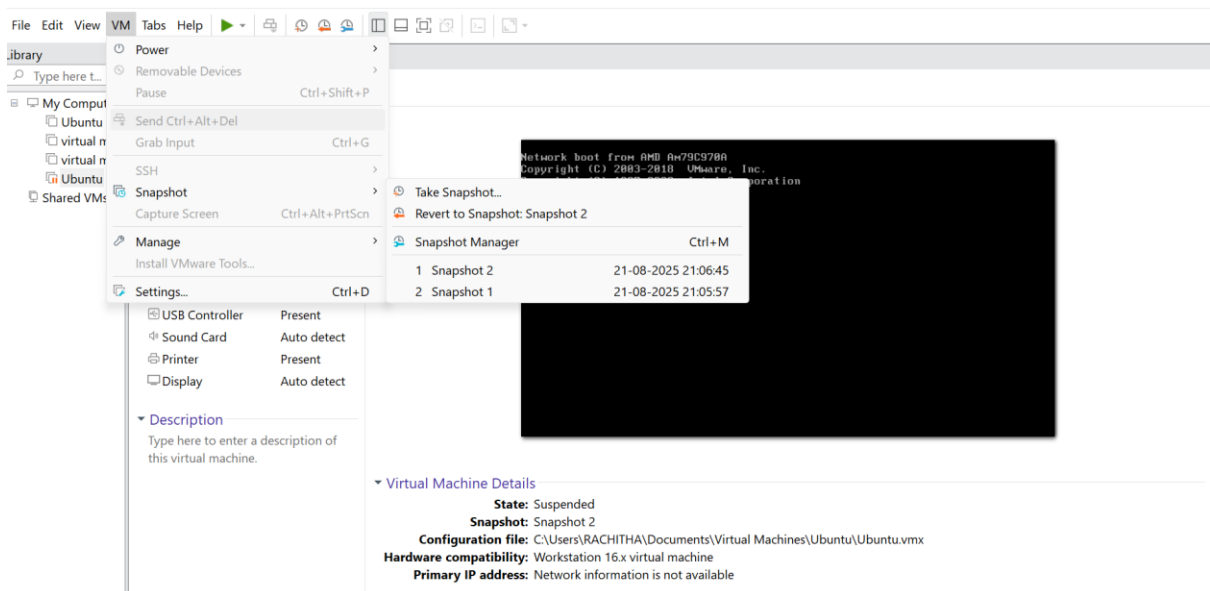 File Edit View VM Tabs Help
Library
Type here t...
My Comput
Ubuntu
virtual m
virtual m
Ubuntu
Shared VMs
Power
Removable Devices
Pause Ctrl+Shift+P
Send Ctrl+Alt+Del
Grab Input Ctrl+G
SSH
Snapshot
Capture Screen Ctrl+Alt+PrtScn
Manage
Install VMware Tools...
Settings... Ctrl+D
Take Snapshot...
Revert to Snapshot: Snapshot 2
Snapshot Manager Ctrl+M
1 Snapshot 2 21-08-2025 21:06:45
2 Snapshot 1 21-08-2025 21:05:57
Network boot from AMD Am79C970A
Copyright (C) 2003-2018 VMware, Inc.
poration
USB Controller Present
Sound Card Auto detect
Printer Present
Display Auto detect
Description
Type here to enter a description of
this virtual machine.
Virtual Machine Details
State: Suspended
Snapshot: Snapshot 2
Configuration file: C:\Users\RACHITHA\Documents\Virtual Machines\Ubuntu\Ubuntu.vmx
Hardware compatibility: Workstation 16.x virtual machine
Primary IP address: Network information is not available